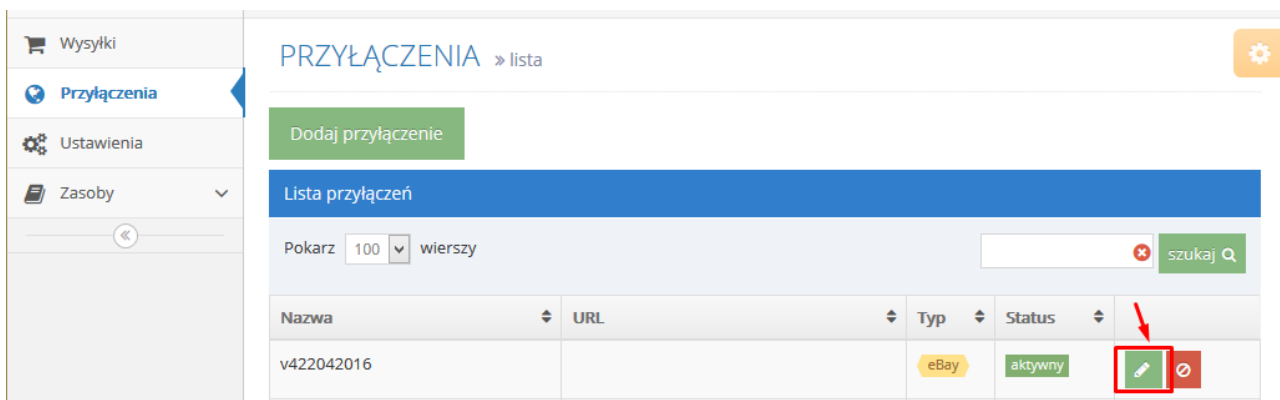 Wysyłki
Przyłączenia
Ustawienia
Zasoby
PRZYŁĄCZENIA » lista
Dodaj przyłączenie
Lista przyłączeń
Pokarz 100 wierszy
szukaj
Nazwa URL Typ Status
v422042016 eBay aktywny